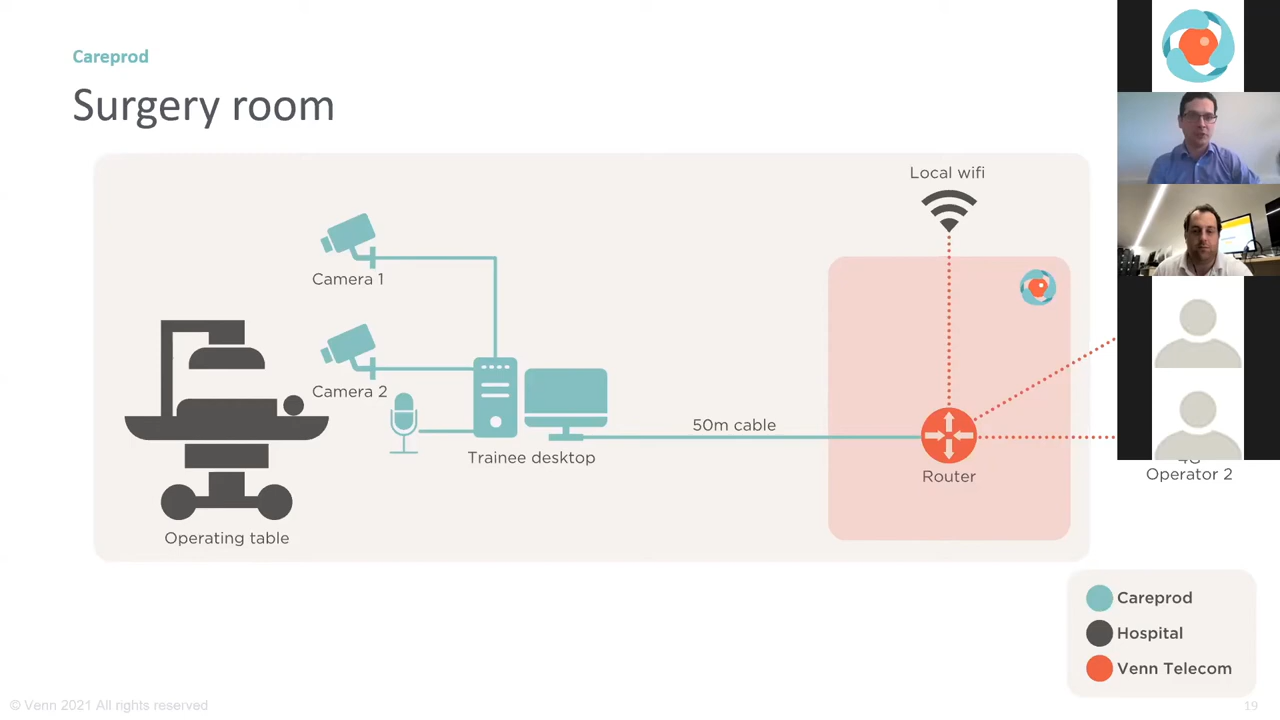 Careprod
Surgery room
Local wifi
Camera 1
Camera 2
50m cable
Trainee desktop
Router
Operator 2
Operating table
Careprod
Hospital
Venn Telecom
© Venn 2021 All rights reserved
19